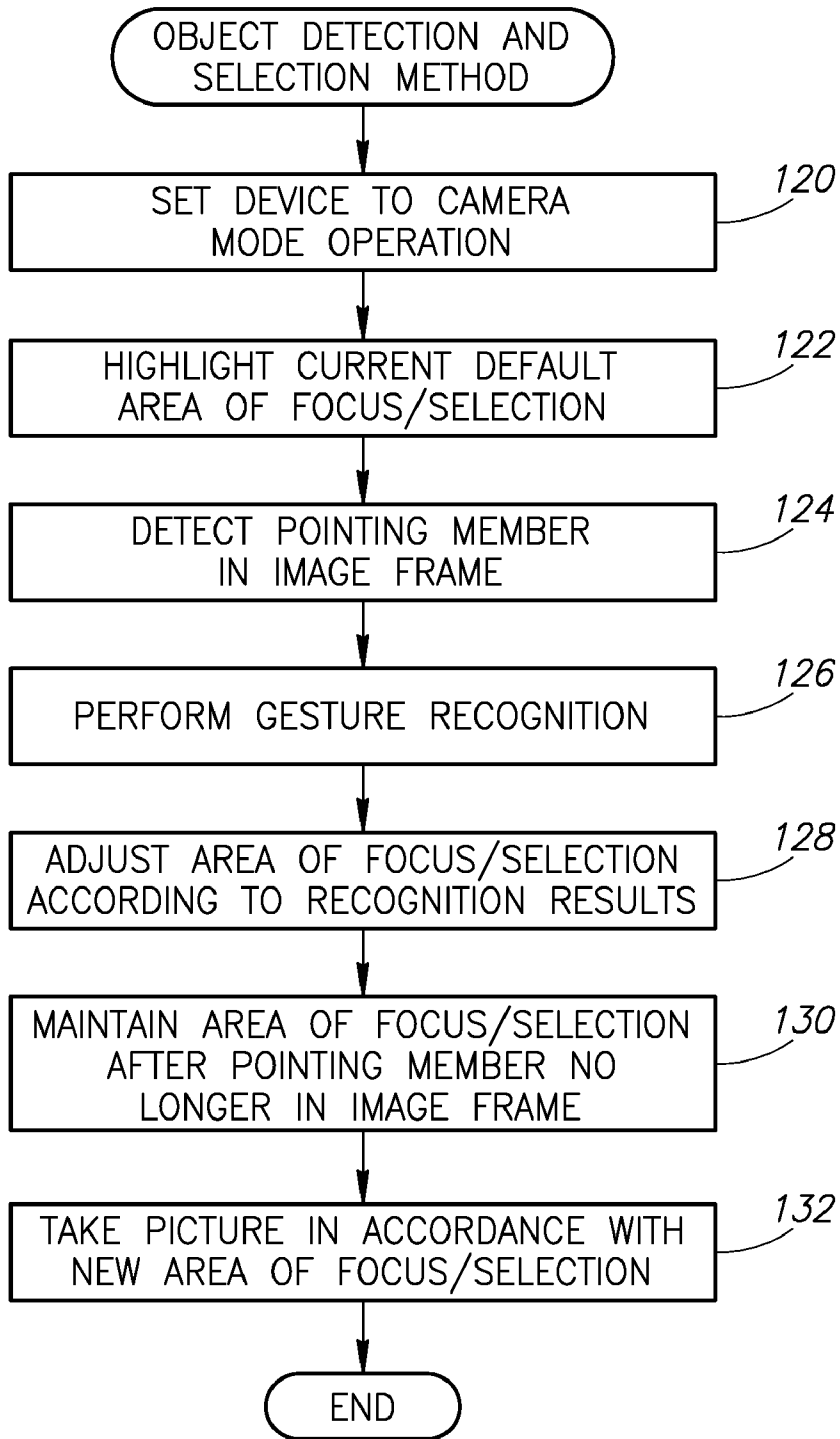 OBJECT DETECTION AND
SELECTION METHOD
120
SET DEVICE TO CAMERA
MODE OPERATION
122
HIGHLIGHT CURRENT DEFAULT
AREA OF FOCUS/SELECTION
124
DETECT POINTING MEMBER
IN IMAGE FRAME
126
PERFORM GESTURE RECOGNITION
128
ADJUST AREA OF FOCUS/SELECTION
ACCORDING TO RECOGNITION RESULTS
130
MAINTAIN AREA OF FOCUS/SELECTION
AFTER POINTING MEMBER NO
LONGER IN IMAGE FRAME
132
TAKE PICTURE IN ACCORDANCE WITH
NEW AREA OF FOCUS/SELECTION
END